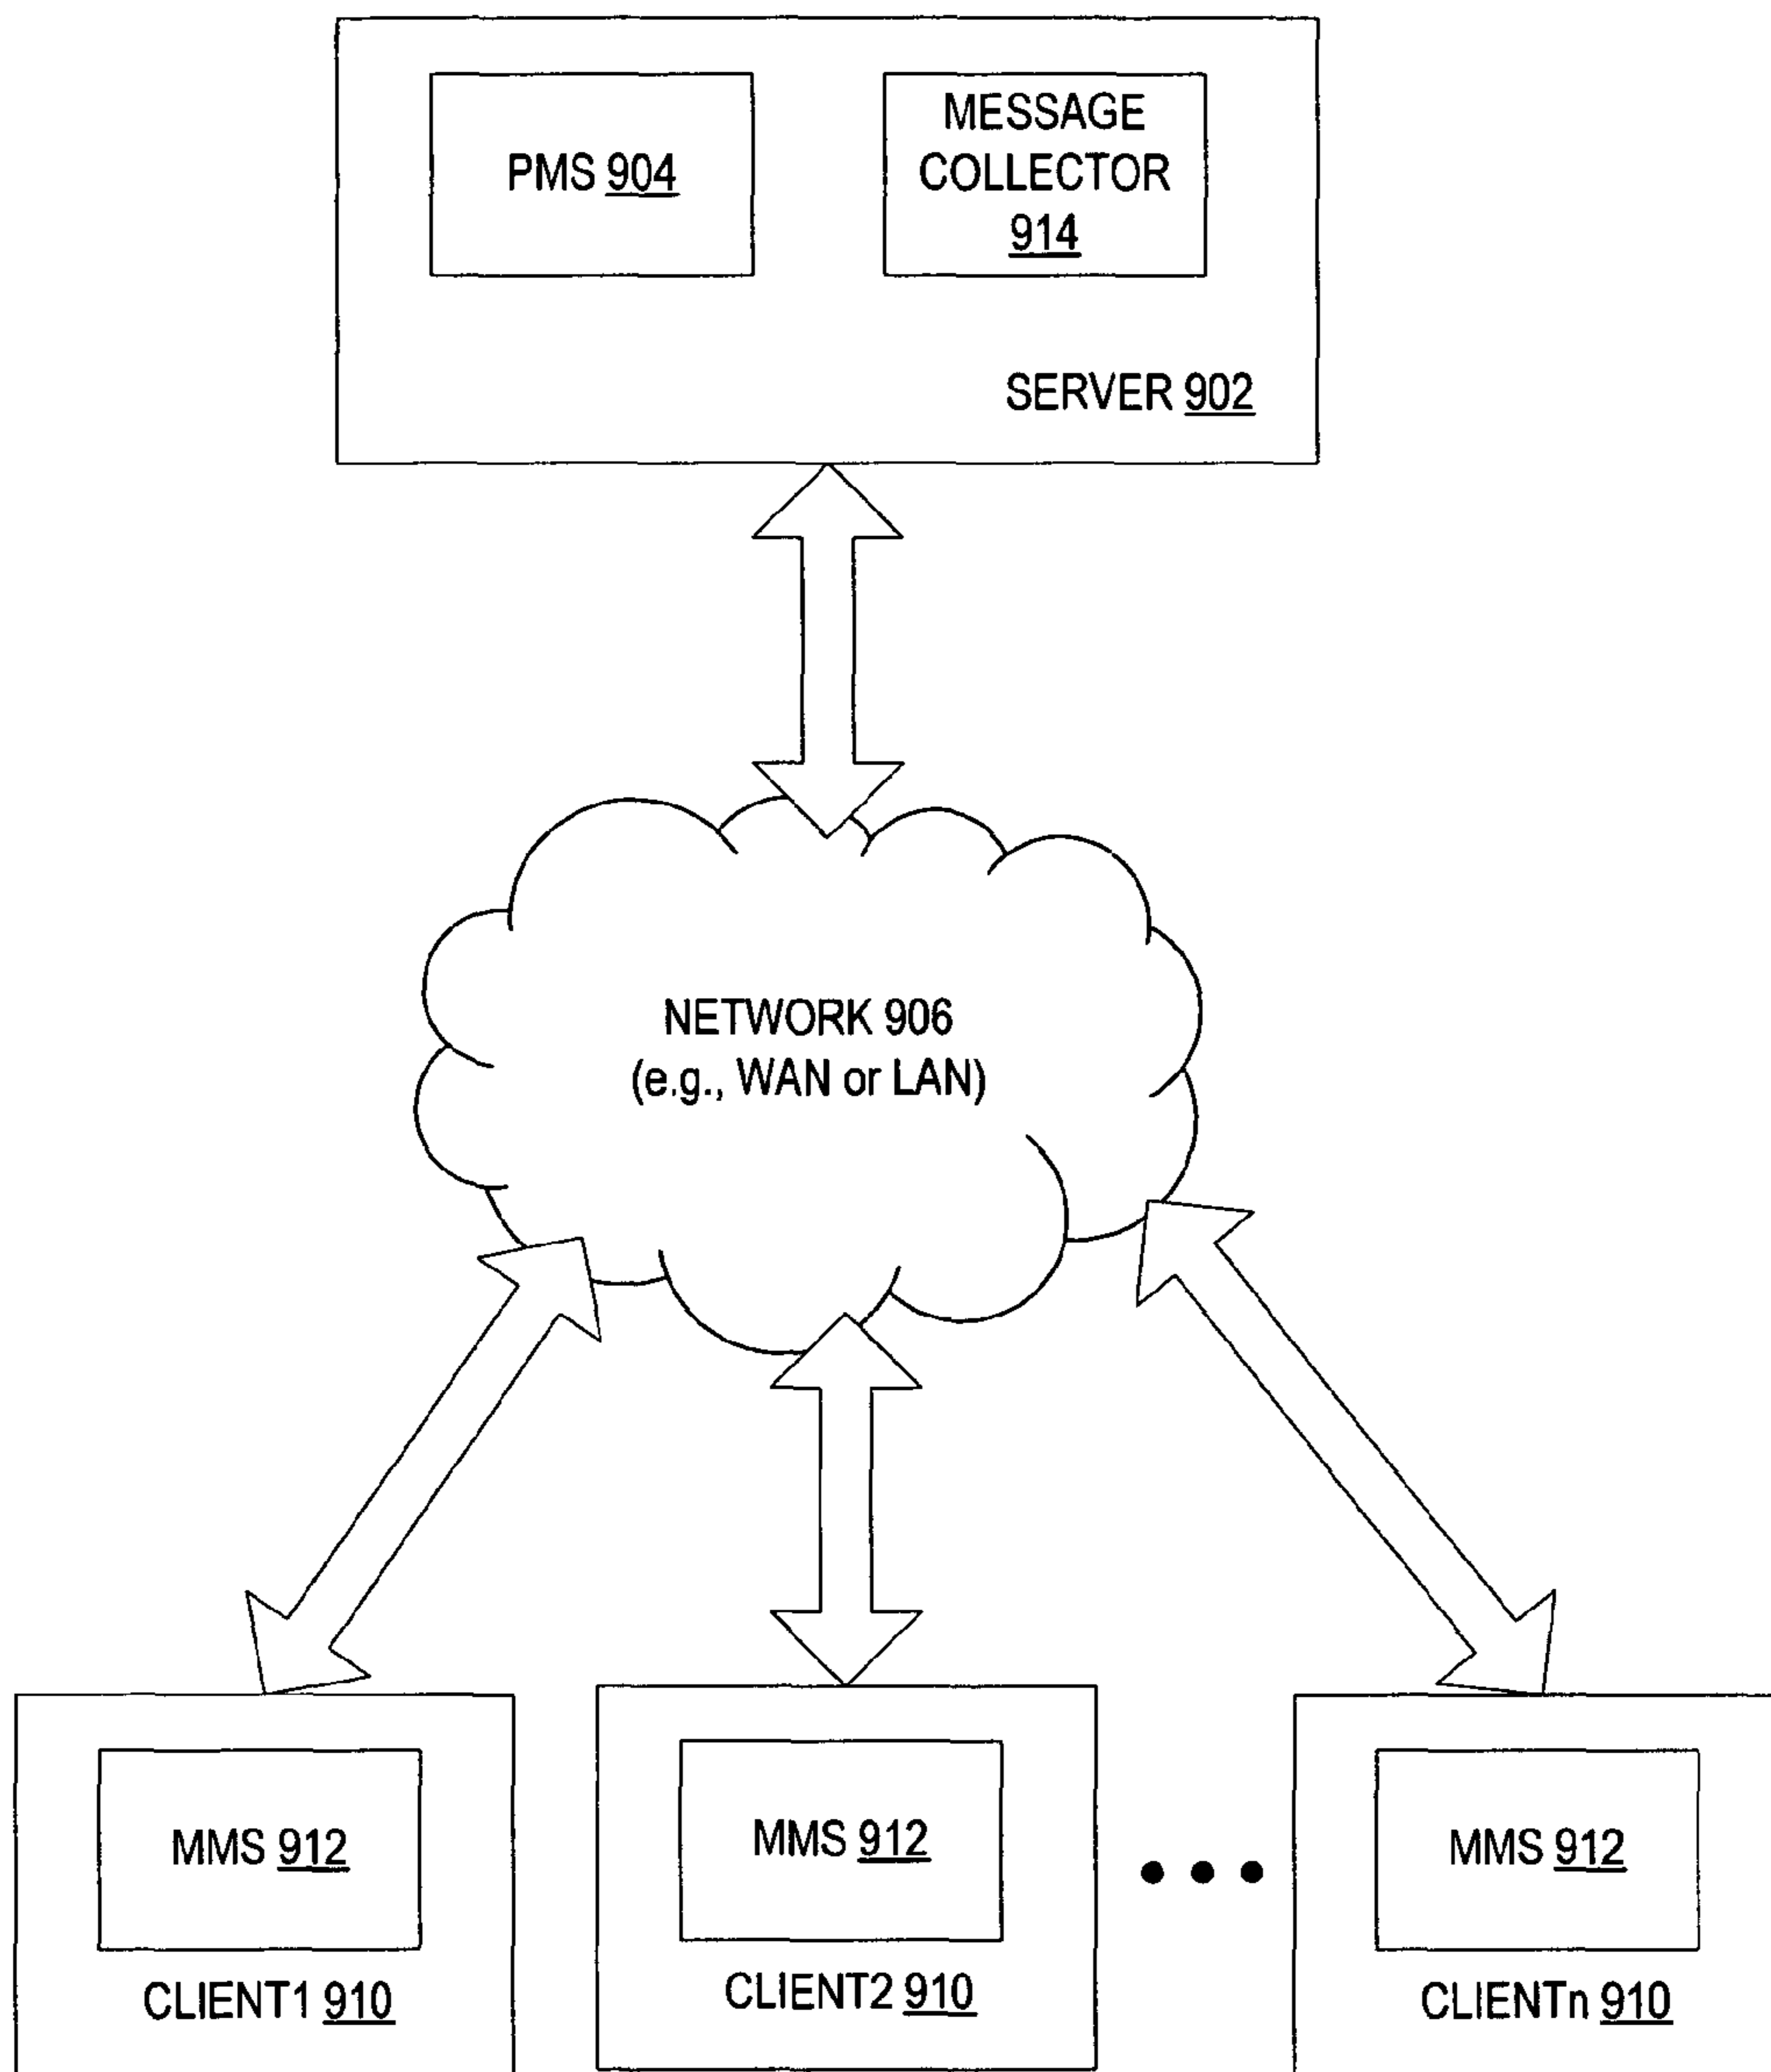 PMS 904
MESSAGE
COLLECTOR
914
SERVER 902
NETWORK 906
(e.g., WAN or LAN)
MMS 912
CLIENT1 910
MMS 912
CLIENT2 910
MMS 912
CLIENTn 910